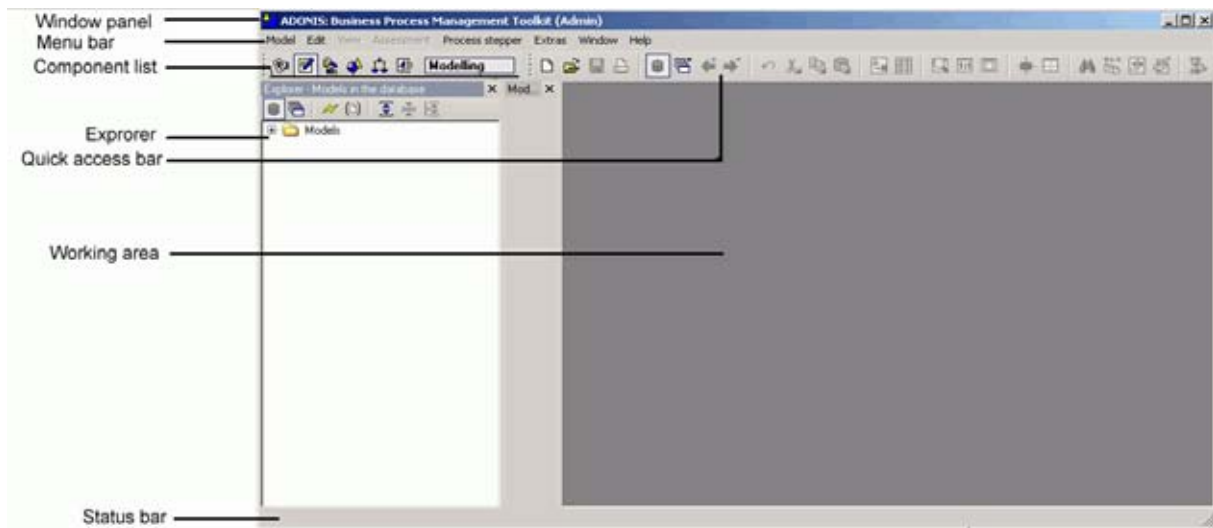 Window panel
ADONIS: Business Process Management Toolkit (Admin)
Menu bar
Model Edit View Assessment Process stepper Extras Window Help
Component list
Modelling
Explorer - Models in the database
Mod...
Exprorer
Models
Quick access bar
Working area
Status bar